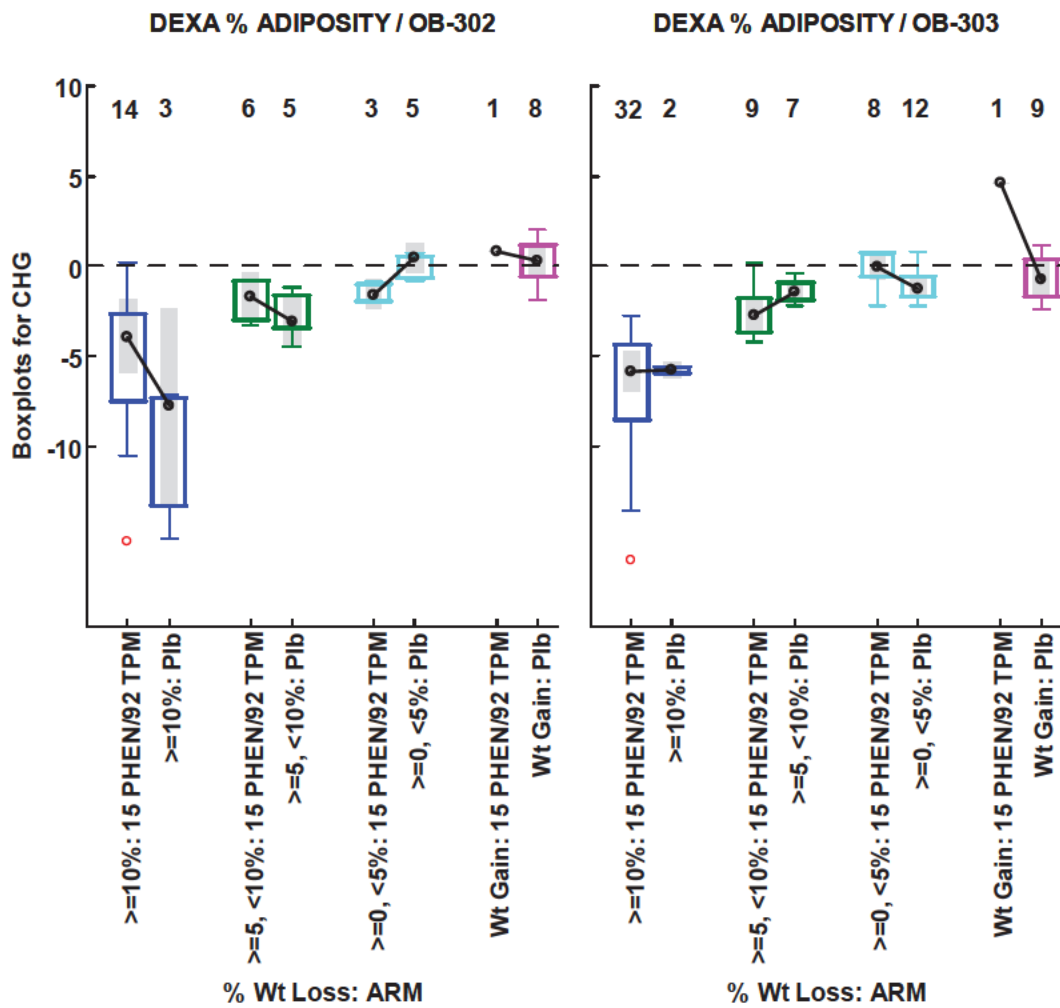 DEXA % ADIPOSITY / OB-302
DEXA % ADIPOSITY / OB-303
Boxplots for CHG
10
5
0
-5
-10
14 3 6 5 3 5 1 8
32 2 9 7 8 12 1 9
>=10%: 15 PHEN/92 TPM
>=10%: Plb
>=5, <10%: 15 PHEN/92 TPM
>=5, <10%: Plb
>=0, <5%: 15 PHEN/92 TPM
>=0, <5%: Plb
Wt Gain: 15 PHEN/92 TPM
Wt Gain: Plb
>=10%: 15 PHEN/92 TPM
>=10%: Plb
>=5, <10%: 15 PHEN/92 TPM
>=5, <10%: Plb
>=0, <5%: 15 PHEN/92 TPM
>=0, <5%: Plb
Wt Gain: 15 PHEN/92 TPM
Wt Gain: Plb
% Wt Loss: ARM
% Wt Loss: ARM